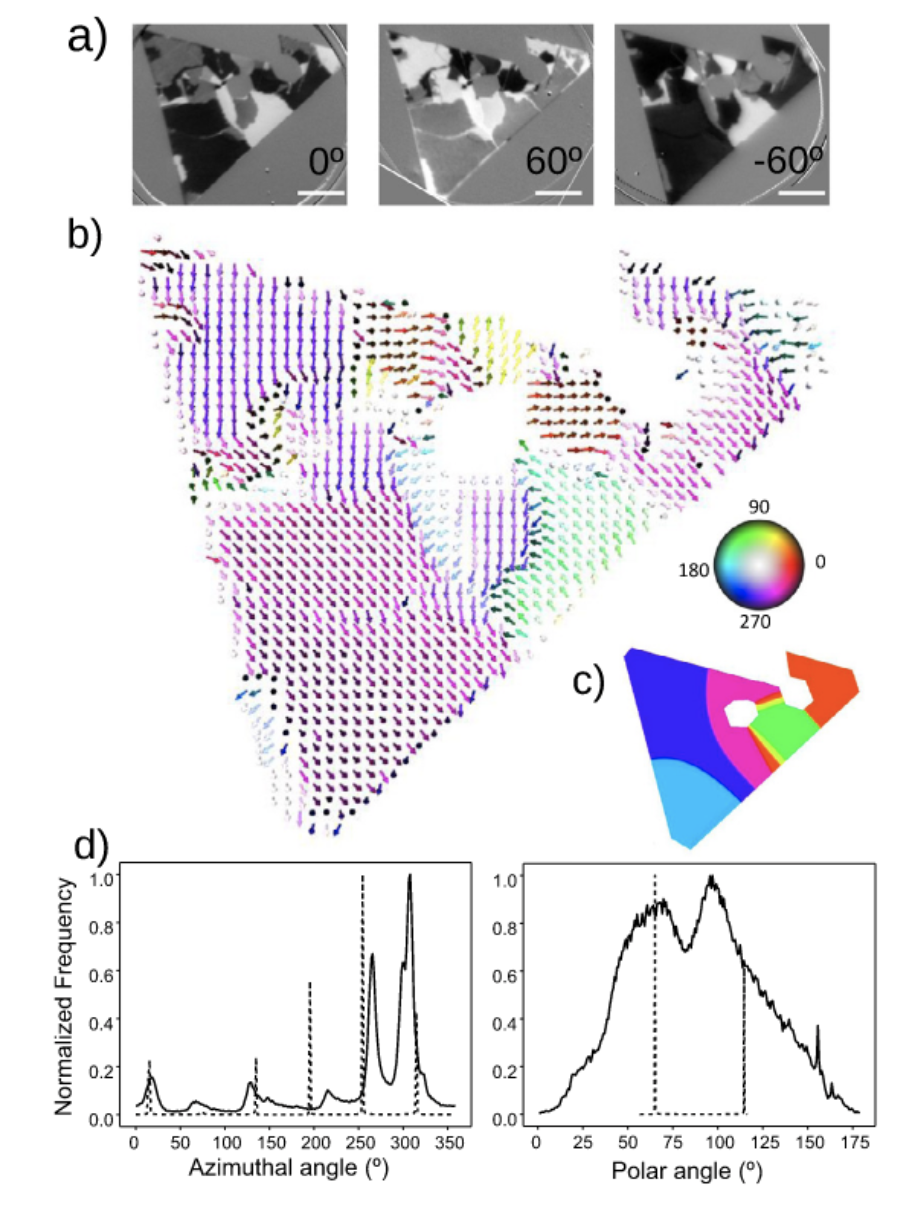 a)
0º
60º
-60º
b)
90
180
0
270
c)
d)
Normalized Frequency
1.0
0.8
0.6
0.4
0.2
0.0
0 50 100 150 200 250 300 350
Azimuthal angle (º)
1.0
0.8
0.6
0.4
0.2
0.0
0 25 50 75 100 125 150 175
Polar angle (º)